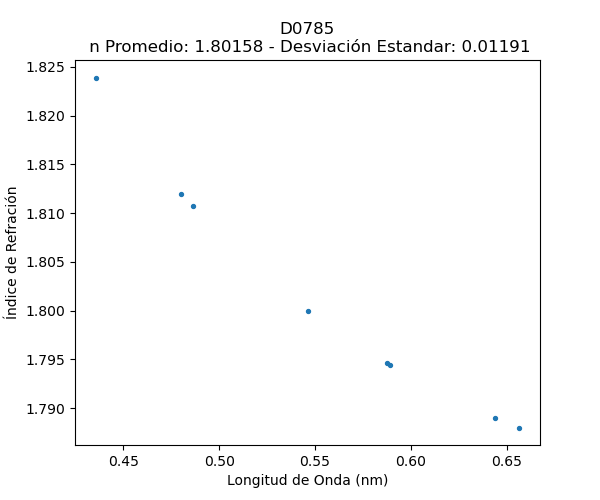 D0785
n Promedio: 1.80158 - Desviación Estandar: 0.01191
1.825
1.820
1.815
1.810
1.805
1.800
1.795
1.790
Índice de Refración
0.45 0.50 0.55 0.60 0.65
Longitud de Onda (nm)